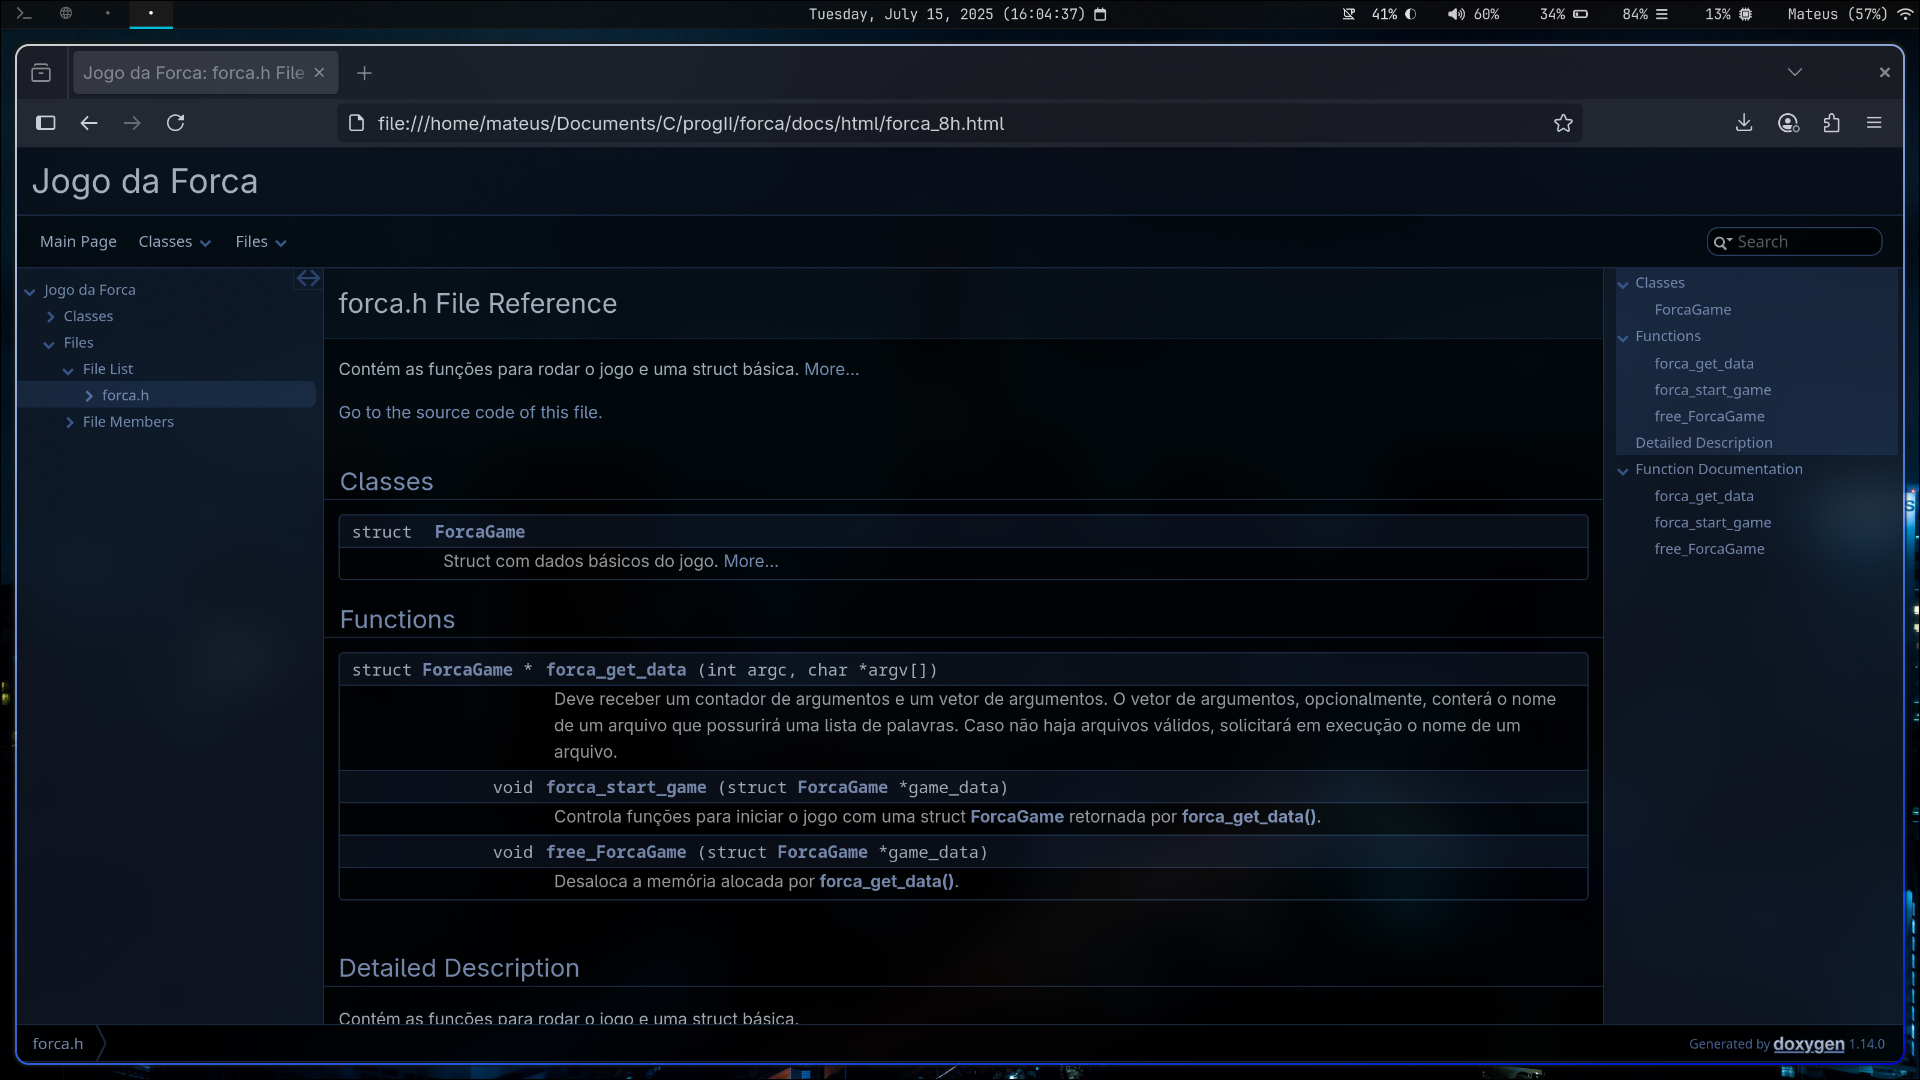 Tuesday, July 15, 2025 (16:04:37)
41%
60%
34%
84%
13%
Mateus (57%)
Jogo da Forca: forca.h File
file:///home/mateus/Documents/C/progII/forca/docs/html/forca_8h.html
Jogo da Forca
Main Page Classes Files
Search
Jogo da Forca
Classes
Files
File List
forca.h
File Members
forca.h File Reference
Contém as funções para rodar o jogo e uma struct básica. More...
Go to the source code of this file.
Classes
struct ForcaGame
Struct com dados básicos do jogo. More...
Functions
struct ForcaGame * forca_get_data (int argc, char *argv[])
Deve receber um contador de argumentos e um vetor de argumentos. O vetor de argumentos, opcionalmente, conterá o nome
de um arquivo que possurirá uma lista de palavras. Caso não haja arquivos válidos, solicitará em execução o nome de um
arquivo.
void forca_start_game (struct ForcaGame *game_data)
Controla funções para iniciar o jogo com uma struct ForcaGame retornada por forca_get_data().
void free_ForcaGame (struct ForcaGame *game_data)
Desaloca a memória alocada por forca_get_data().
Detailed Description
Contém as funções para rodar o jogo e uma struct básica.
Classes
ForcaGame
Functions
forca_get_data
forca_start_game
free_ForcaGame
Detailed Description
Function Documentation
forca_get_data
forca_start_game
free_ForcaGame
forca.h
Generated by doxygen 1.14.0